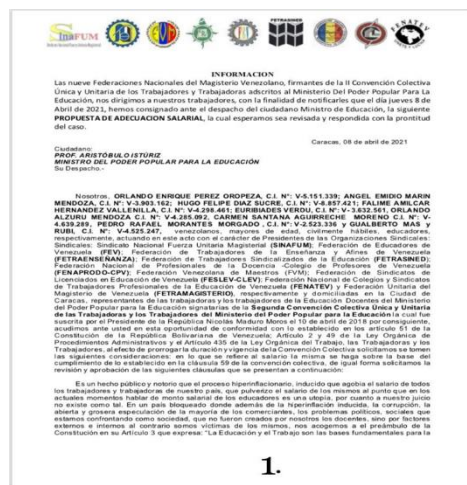 SINAFUM
FENATEV
INFORMACION
Las nueve Federaciones Nacionales del Magisterio Venezolano, firmantes de la II Convención Colectiva
Única y Unitaria de los Trabajadores y Trabajadoras adscritos al Ministerio Del Poder Popular Para La
Educación, nos dirigimos a nuestros trabajadores, con la finalidad de notificarles que el día jueves 8 de
Abril de 2021, hemos consignado ante el despacho del ciudadano Ministro de Educación, la siguiente
PROPUESTA DE ADECUACION SALARIAL, la cual esperamos sea revisada y respondida con la prontitud
del caso.
Caracas, 08 de abril de 2021
Ciudadano:
PROF. ARISTÓBULO ISTÚRIZ
MINISTRO DEL PODER POPULAR PARA LA EDUCACIÓN
Su Despacho.-
Nosotros, ORLANDO ENRIQUE PEREZ OROPEZA, C.I. N°: V-5.151.339; ANGEL EMIDIO MARIN
MENDOZA, C.I. N°: V-3.903.162; HUGO FELIPE DIAZ SUCRE, C.I. N°: V-8.857.421; FALIME AMILCAR
HERNANDEZ VALLENILLA, C.I. N°: V-4.298.461; EURIBIADES VERDU, C.I. N°: V- 3.632.561, ORLANDO
ALZURU MENDOZA C.I. N°: V-4.285.092, CARMEN SANTANA AGUIRRECHE MORENO C.I. N°: V-
4.639.289, PEDRO RAFAEL MORANTES MORGADO , C.I. N°: V-2.523.336 y GUALBERTO MAS y
RUBI, C.I. N°: V-4.525.247, venezolanos, mayores de edad, civilmente hábiles, educadores,
respectivamente, actuando en este acto con el carácter de Presidentes de las Organizaciones Sindicales:
Sindicales: Sindicato Nacional Fuerza Unitaria Magisterial (SINAFUM); Federación de Educadores de
Venezuela (FEV); Federación de Trabajadores de la Enseñanza y Afines de Venezuela
(FETRAENSEÑANZA); Federación de Trabajadores Sindicalizados de la Educación (FETRASINED);
Federación Nacional de Profesionales de la Docencia- Colegio de Profesores de Venezuela
(FENAPRODO-CPV); Federación Venezolana de Maestros (FVM); Federación de Sindicatos de
Licenciados en Educación de Venezuela (FESLEV-CLEV); Federación Nacional de Colegios y Sindicatos
de Trabajadores Profesionales de la Educación de Venezuela (FENATEV) y Federación Unitaria del
Magisterio de Venezuela (FETRAMAGISTERIO), respectivamente y domiciliadas en la Ciudad de
Caracas, representantes de las trabajadoras y los trabajadores de la Educación Docentes del Ministerio
del Poder Popular para la Educación signatarias de la Segunda Convención Colectiva Única y Unitaria
de las Trabajadoras y los Trabajadores del Ministerio del Poder Popular para la Educación la cual fue
suscrita por el Presidente de la República Nicolás Maduro Moros el 10 de abril de 2018 por consiguiente,
acudimos ante usted en esta oportunidad de conformidad con lo establecido en los artículo 51 de la
Constitución de la República Bolivariana de Venezuela; Artículo 2 y 49 de la Ley Orgánica de
Procedimientos Administrativos y el Artículo 435 de la Ley Orgánica del Trabajo, las Trabajadoras y los
Trabajadores, al efecto de prorrogar la duración y vigencia de la Convención Colectiva solicitamos se tomen
las siguientes consideraciones: en lo que se refiere al salario la misma se haga sobre la base del
cumplimiento de lo establecido en la cláusula 59 de la convención colectiva, de igual forma solicitamos la
revisión y aprobación de las siguientes cláusulas que se presentan a continuación:
Es un hecho público y notorio que el proceso hiperinflacionario, inducido que agobia el salario de todos
los trabajadores y trabajadoras de nuestro país, que pulverizo el salario de los mismos al punto que en los
actuales momentos hablar de monto salarial de los educadores es una utopía, por cuanto a nuestro juicio
no existe como tal. En un país bloqueado donde además de la hiperinflación inducida, la corrupción, la
abierta y grosera especulación de la mayoría de los comerciantes, los problemas políticos, sociales que
estamos confrontando como sociedad, que no fueron creados por nosotros los docentes, sino por factores
externos e internos al contrario somos víctimas de los mismos, nos acogemos a el preámbulo de la
Constitución en su Artículo 3 que expresa: "La Educación y el Trabajo son las bases fundamentales para la
1.